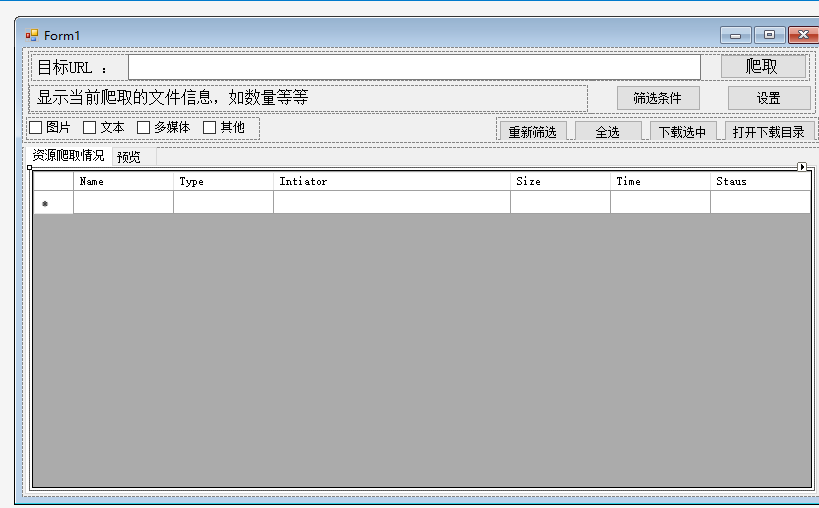 Form1
目标URL ： 爬取
显示当前爬取的文件信息，如数量等等 筛选条件 设置
图片 文本 多媒体 其他 重新筛选 全选 下载选中 打开下载目录
资源爬取情况 预览
Name Type Intiator Size Time Staus